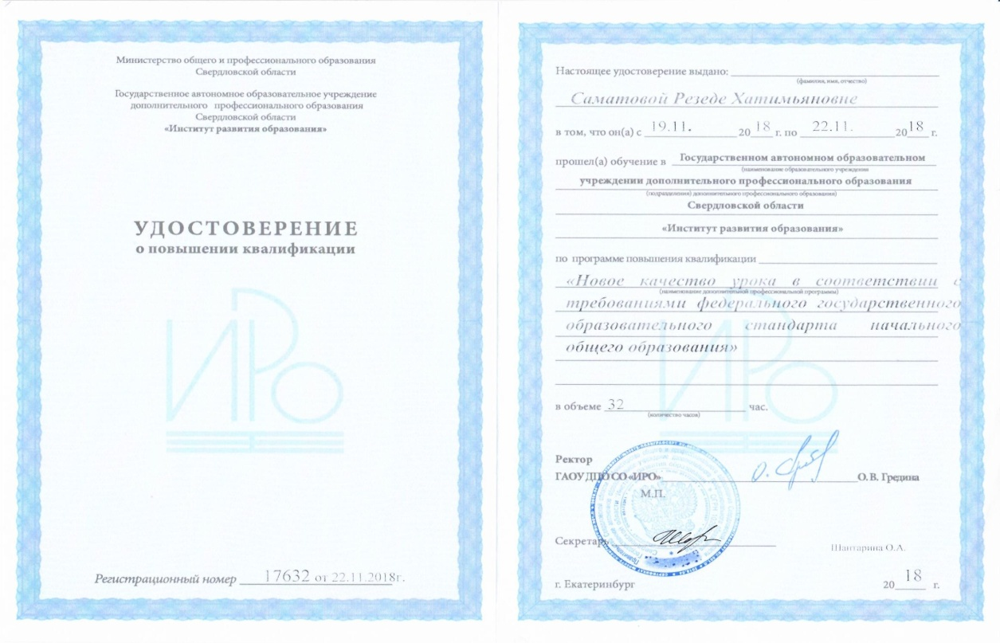 Министерство общего и профессионального образования
Свердловской области
Государственное автономное образовательное учреждение
дополнительного профессионального образования
Свердловской области
«Институт развития образования»
УДОСТОВЕРЕНИЕ
о повышении квалификации
ИРО
Регистрационный номер 17632 от 22.11.2018г.
Настоящее удостоверение выдано:
(фамилия, имя, отчество)
Саматовой Резеде Хатимьяновне
в том, что он(а) с 19.11. 2018 г. по 22.11. 2018 г.
прошел(а) обучение в Государственном автономном образовательном
(наименование образовательного учреждения
учреждении дополнительного профессионального образования
(подразделения) дополнительного профессионального образования)
Свердловской области
«Институт развития образования»
по программе повышения квалификации
«Новое качество урока в соответствии с
(наименование дополнительной профессиональной программы)
требованиями федерального государственного
образовательного стандарта начального
общего образования»
ИРО
в объеме 32 час.
(количество часов)
Ректор
ГАОУ ДПО СО «ИРО» О. В. Гредина
М.П.
Секретарь Шантарина О.А.
г. Екатеринбург 2018 г.